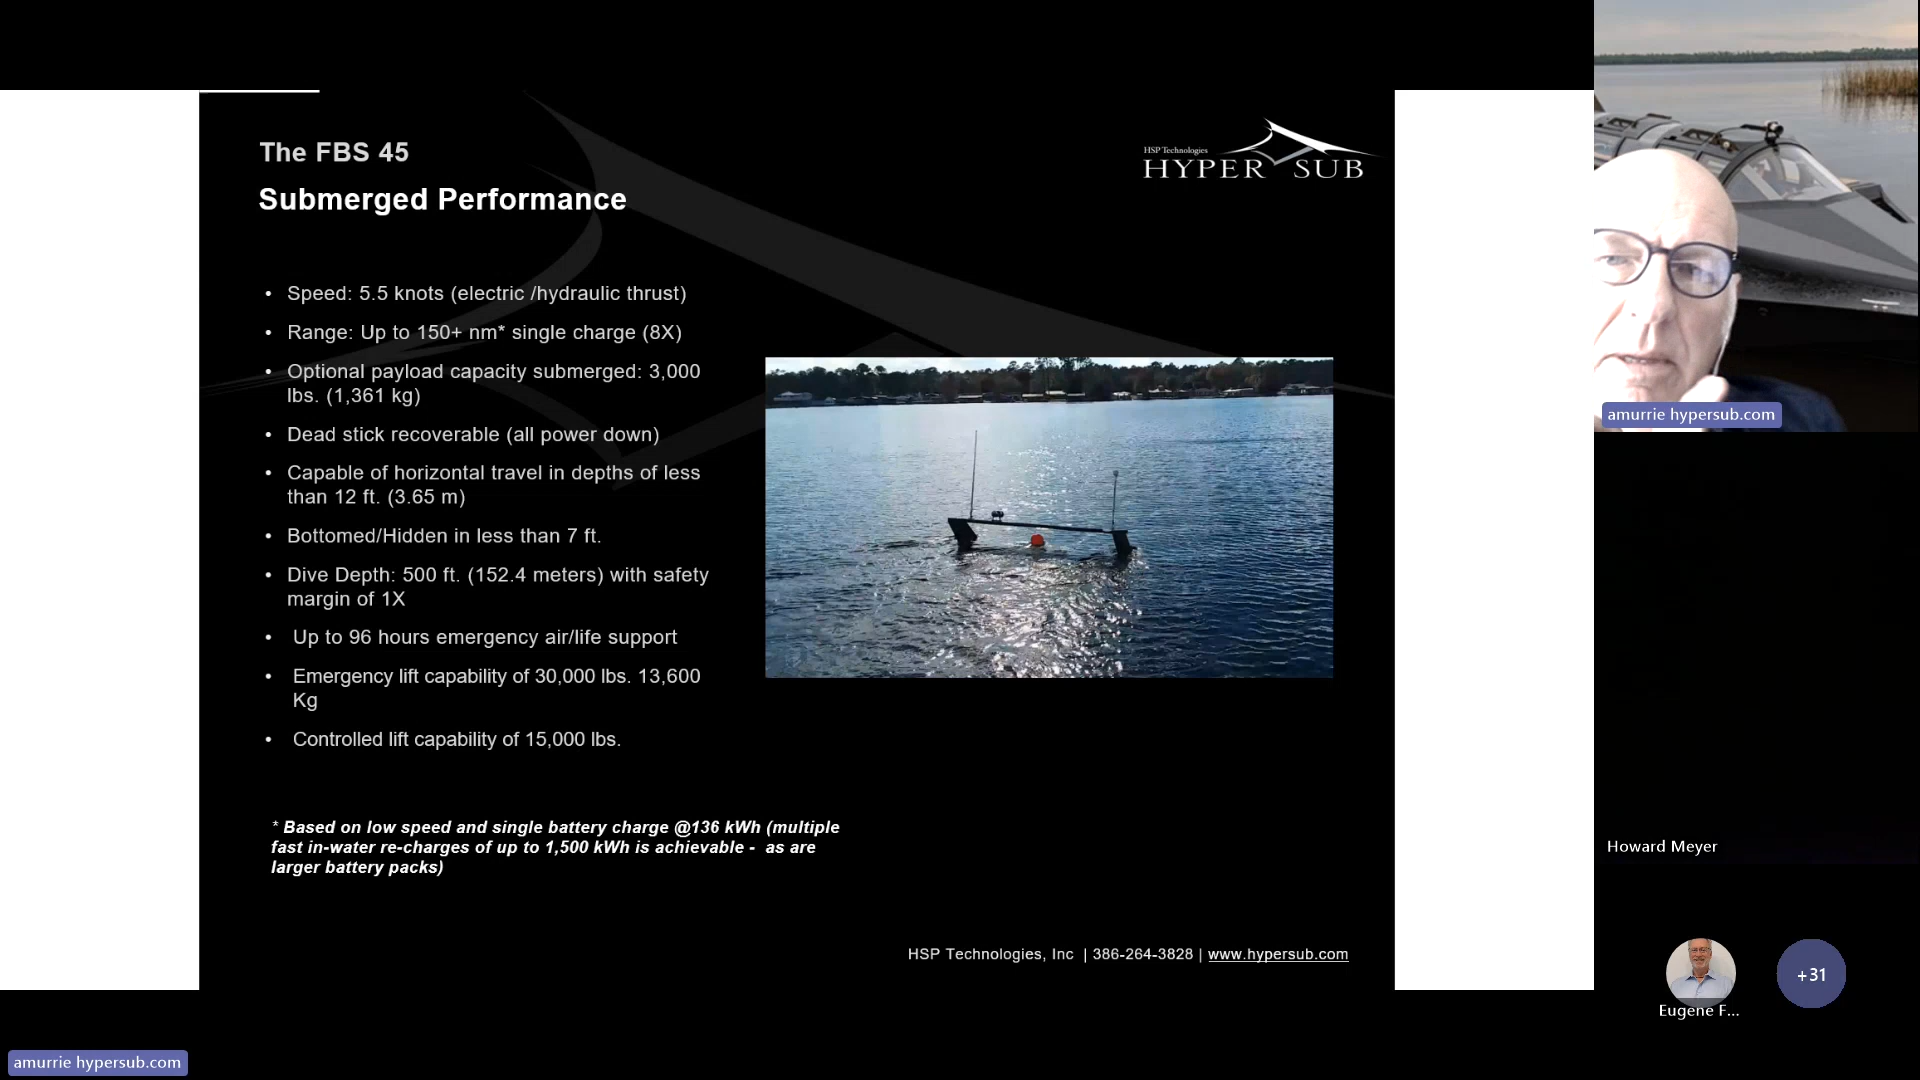 The FBS 45
Submerged Performance
HSP Technologies
HYPER SUB
• Speed: 5.5 knots (electric /hydraulic thrust)
• Range: Up to 150+ nm* single charge (8X)
• Optional payload capacity submerged: 3,000
lbs. (1,361 kg)
• Dead stick recoverable (all power down)
• Capable of horizontal travel in depths of less
than 12 ft. (3.65 m)
• Bottomed/Hidden in less than 7 ft.
• Dive Depth: 500 ft. (152.4 meters) with safety
margin of 1X
• Up to 96 hours emergency air/life support
• Emergency lift capability of 30,000 lbs. 13,600
Kg
• Controlled lift capability of 15,000 lbs.
* Based on low speed and single battery charge @136 kWh (multiple
fast in-water re-charges of up to 1,500 kWh is achievable - as are
larger battery packs)
HSP Technologies, Inc | 386-264-3828 | www.hypersub.com
amurrie hypersub.com
Howard Meyer
Eugene F...
+31
amurrie hypersub.com